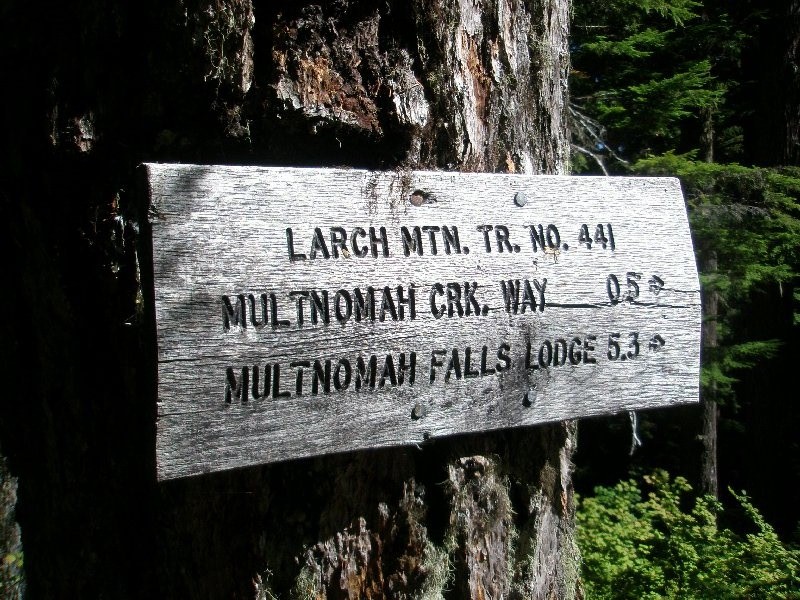 LARCH MTN. TR. NO. 441
MULTNOMAH CRK. WAY 0.5 →
MULTNOMAH FALLS LODGE 5.3 →